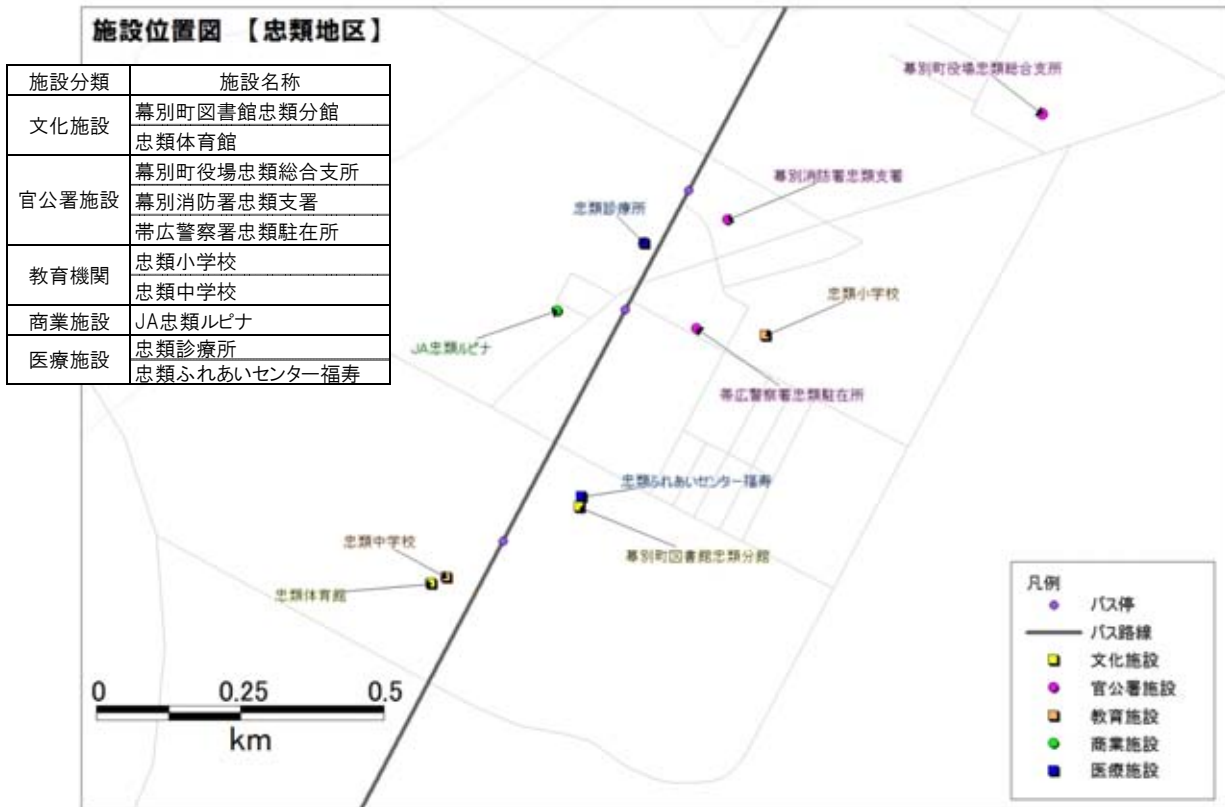 施設位置図 【忠類地区】
施設分類 施設名称
文化施設 幕別町図書館忠類分館
忠類体育館
官公署施設 幕別町役場忠類総合支所
幕別消防署忠類支署
帯広警察署忠類駐在所
教育機関 忠類小学校
忠類中学校
商業施設 JA忠類ルピナ
医療施設 忠類診療所
忠類ふれあいセンター福寿
幕別町役場忠類総合支所
幕別消防署忠類支署
忠類診療所
忠類小学校
JA忠類ルピナ
帯広警察署忠類駐在所
忠類ふれあいセンター福寿
幕別町図書館忠類分館
忠類中学校
忠類体育館
0 0.25 0.5
km
凡例
バス停
バス路線
文化施設
官公署施設
教育施設
商業施設
医療施設